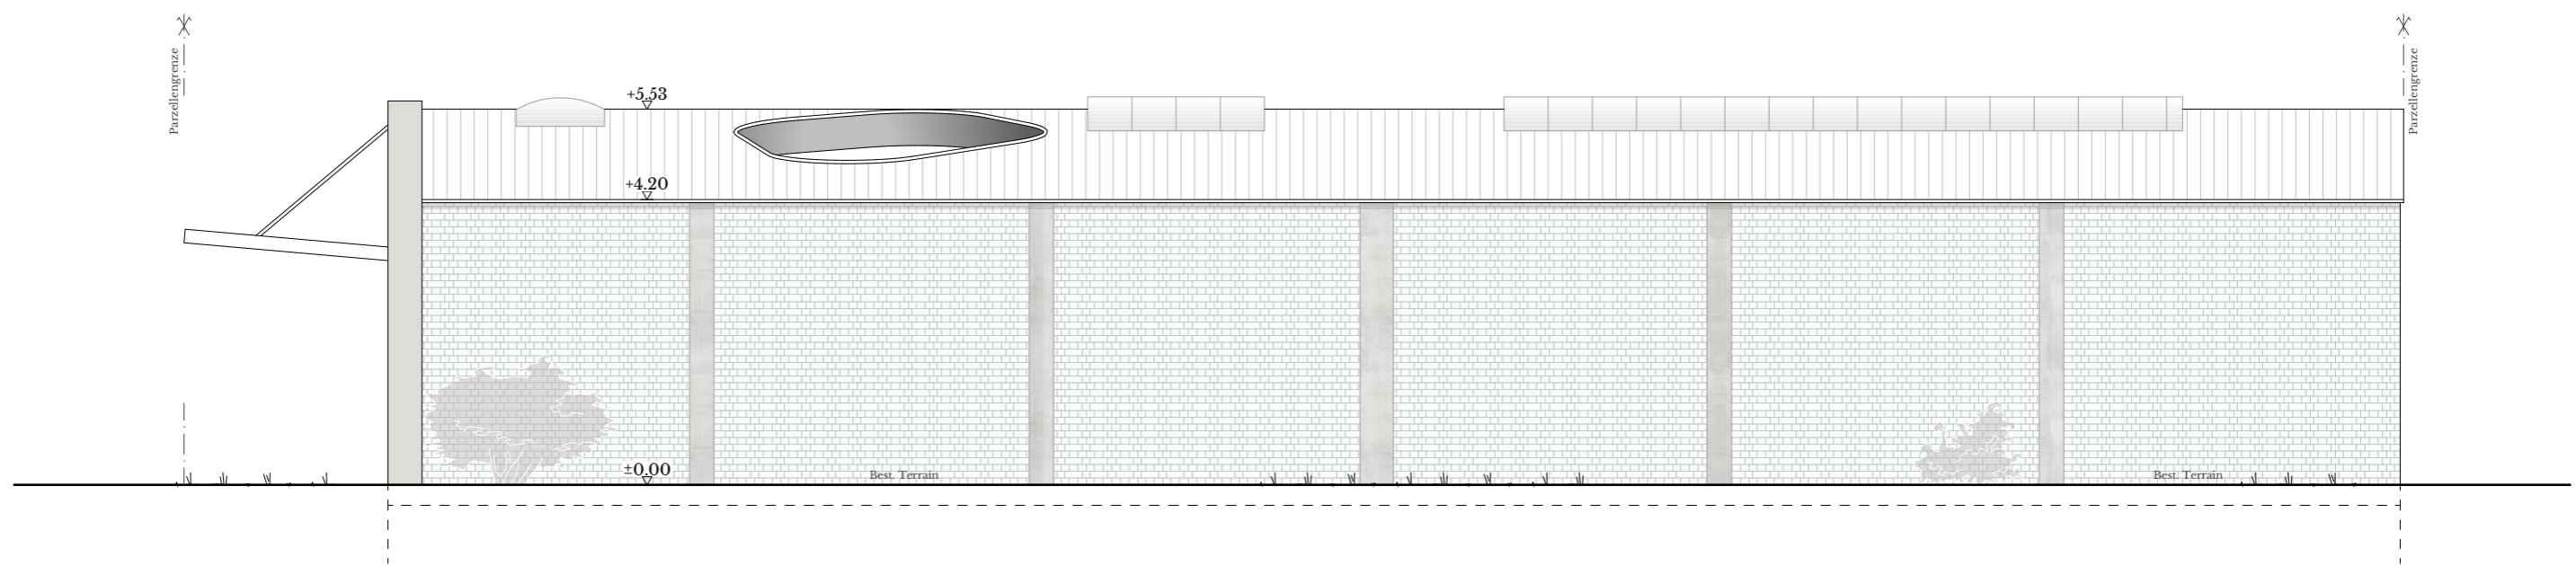 Parzellengrenze
Parzellengrenze
+5.53
+4.20
±0.00
Best. Terrain
Best. Terrain